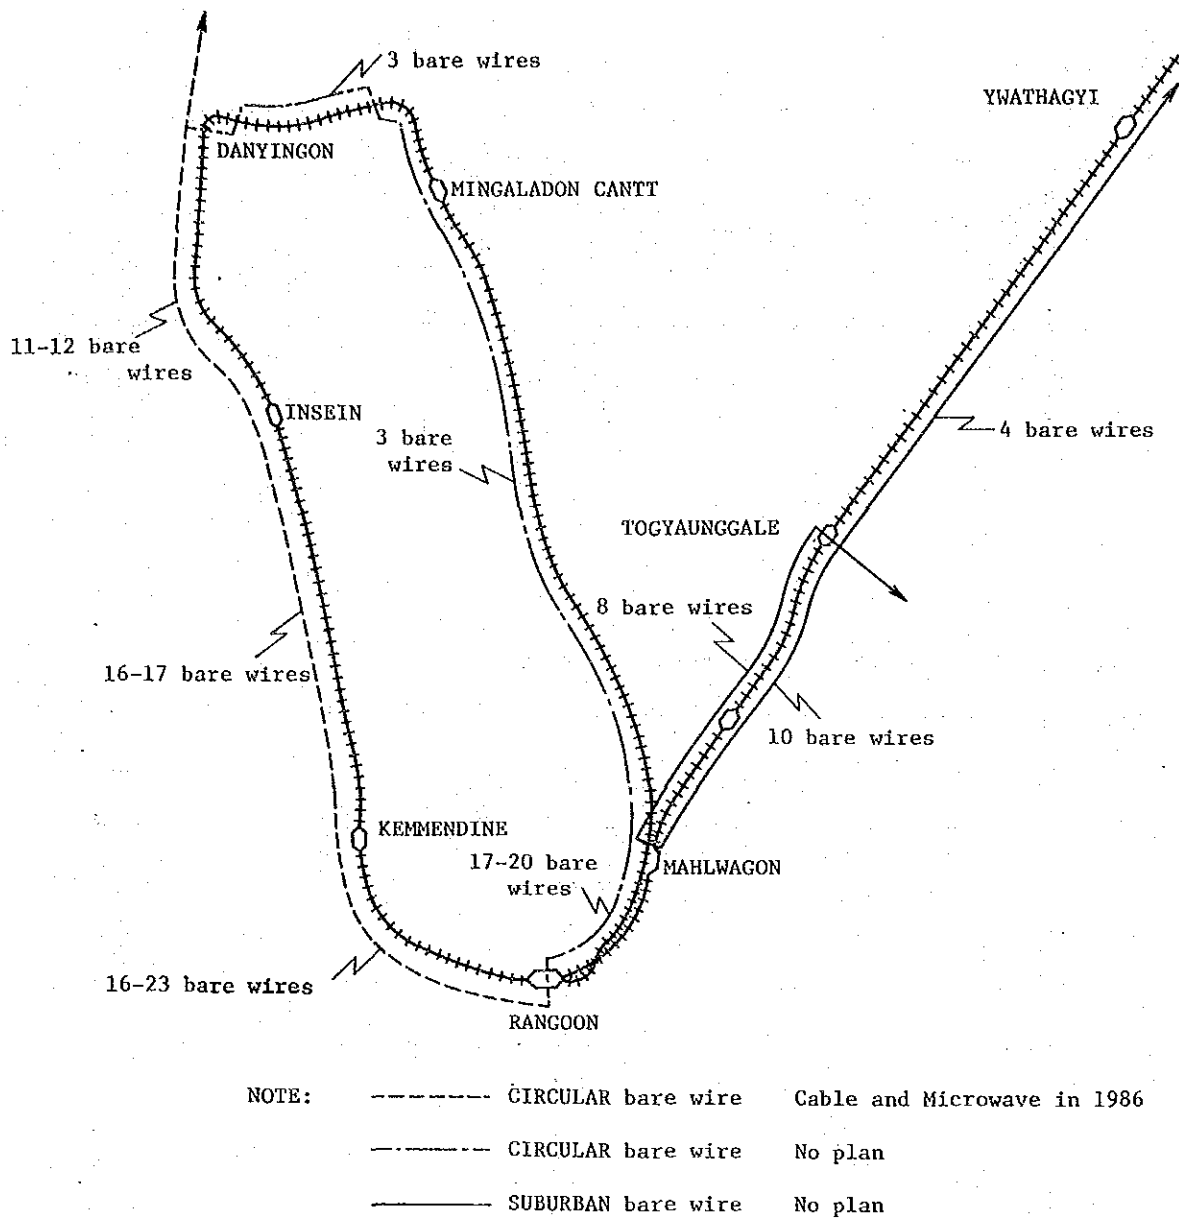 3 bare wires
YWATHAGYI
DANYINGON
MINGALADON CANTT
11-12 bare
wires
INSEIN
3 bare
wires
4 bare wires
TOGYAUNGGALE
8 bare wires
16-17 bare wires
10 bare wires
KEMMENDINE
17-20 bare
wires
MAHLWAGON
16-23 bare wires
RANGOON
NOTE:
CIRCULAR bare wire Cable and Microwave in 1986
CIRCULAR bare wire No plan
SUBURBAN bare wire No plan